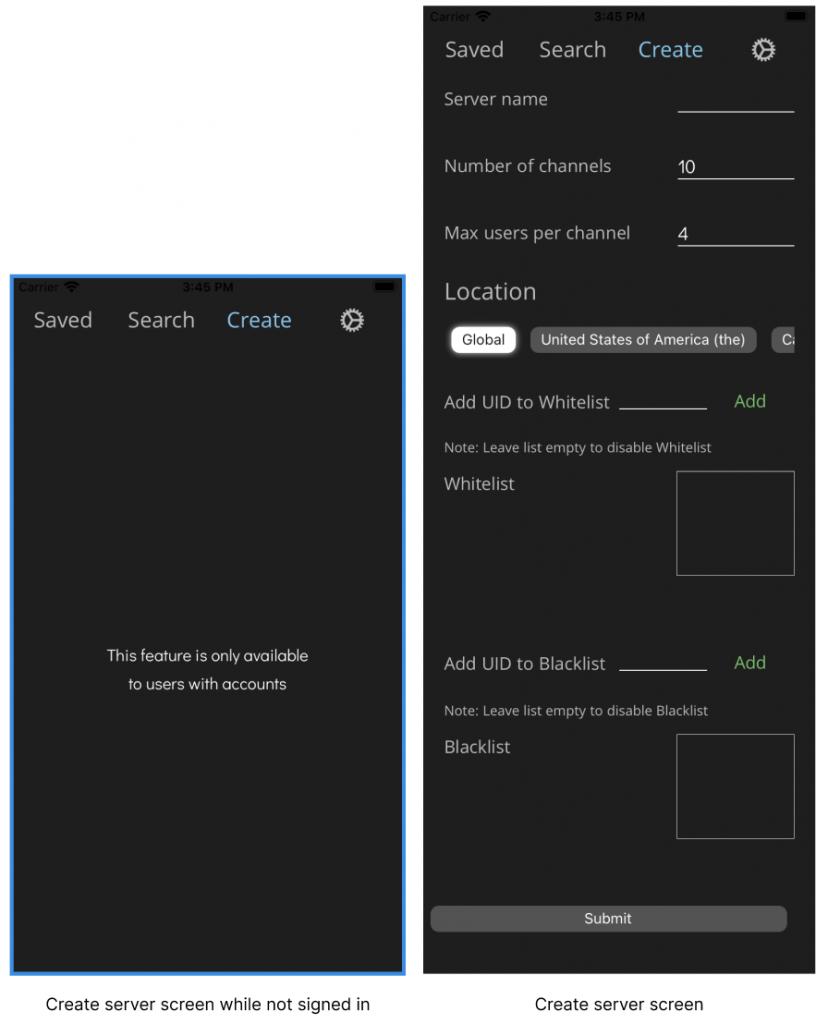 Carrier 3:45 PM
Saved Search Create
This feature is only available
to users with accounts
Create server screen while not signed in
Carrier 3:45 PM
Saved Search Create
Server name
Number of channels 10
Max users per channel 4
Location
Global United States of America (the)
Add UID to Whitelist Add
Note: Leave list empty to disable Whitelist
Whitelist
Add UID to Blacklist Add
Note: Leave list empty to disable Blacklist
Blacklist
Submit
Create server screen